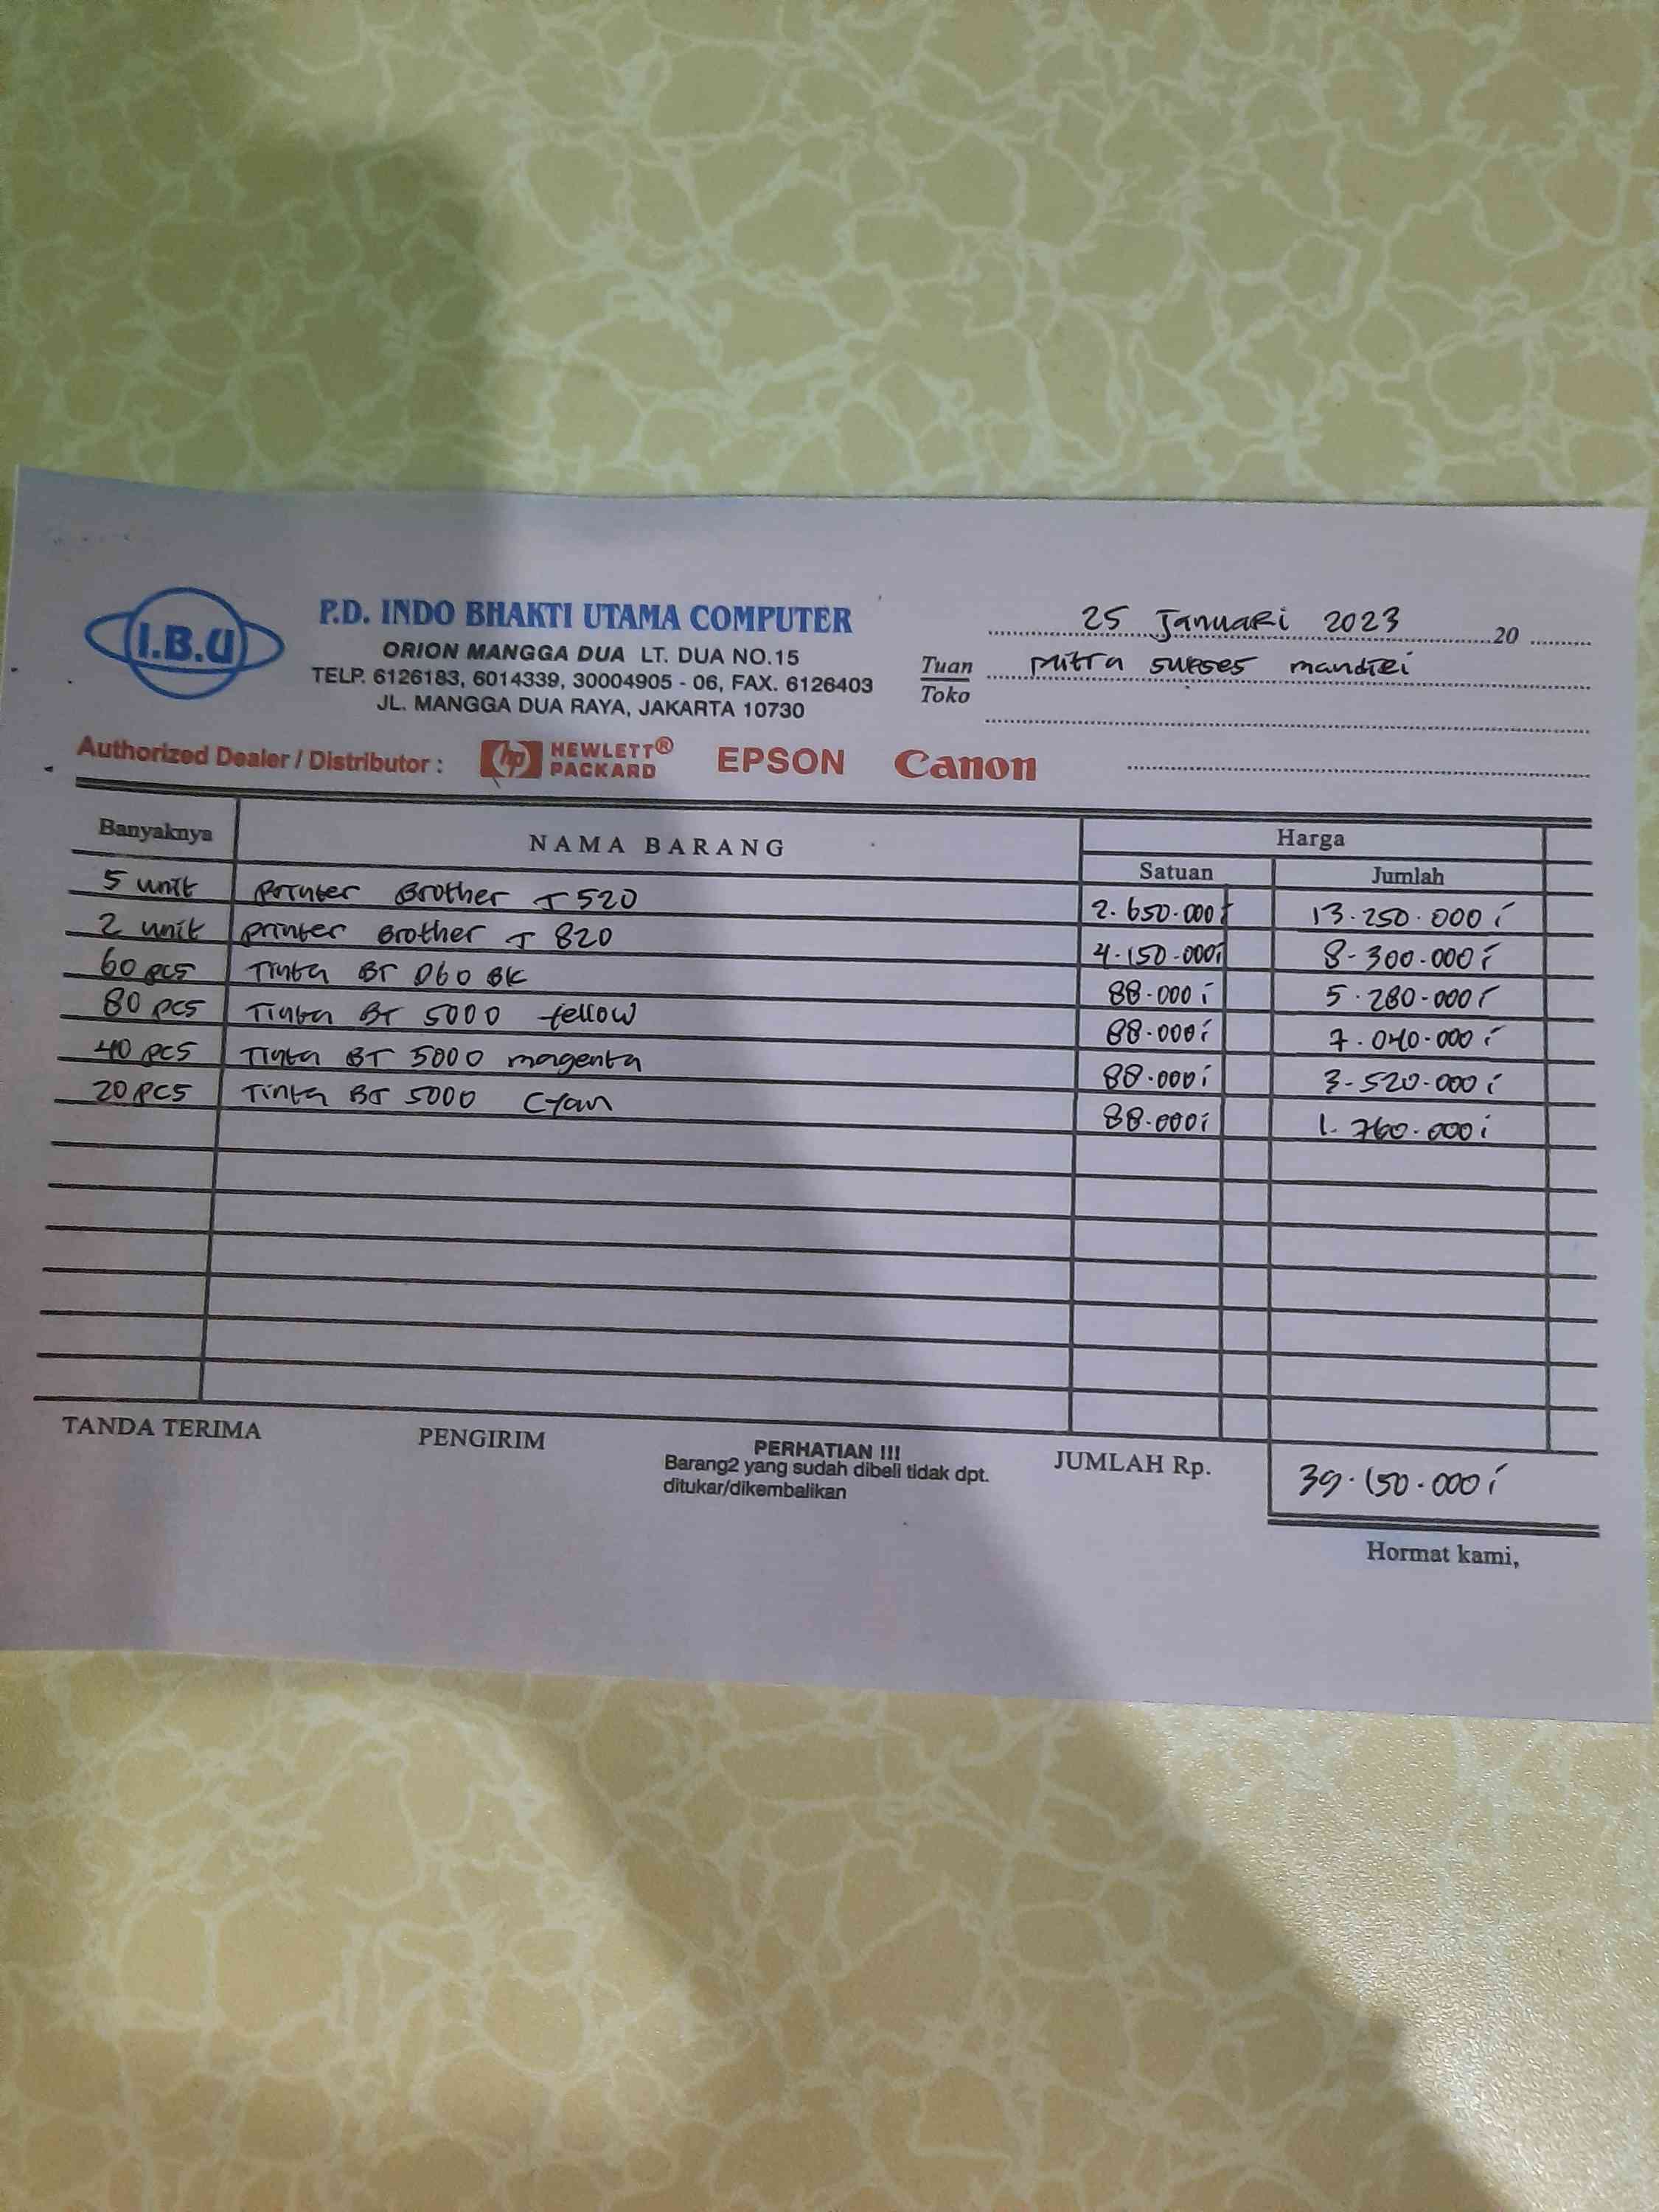 I.B.U
P.D. INDO BHAKTI UTAMA COMPUTER
ORION MANGGA DUA LT. DUA NO.15
TELP. 6126183, 6014339, 30004905 - 06, FAX. 6126403
JL. MANGGA DUA RAYA, JAKARTA 10730
25 Januari 2023 20
Tuan
Toko
Mitra sukses mandiri
Authorized Dealer / Distributor : hp HEWLETT® PACKARD EPSON Canon
Banyaknya NAMA BARANG Harga
Satuan Jumlah
5 unit Printer Brother T 520 2.650.000 13.250.000
2 unit printer Brother T 820 4.150.000 8.300.000
60 pcs Tinta BT D60 BK 88.000 5.280.000
80 pcs Tinta BT 5000 Yellow 88.000 7.040.000
40 pcs Tinta BT 5000 magenta 88.000 3.520.000
20 pcs Tinta BT 5000 Cyan 88.000 1.760.000
TANDA TERIMA PENGIRIM
PERHATIAN !!!
Barang2 yang sudah dibeli tidak dpt.
ditukar/dikembalikan
JUMLAH Rp. 39.150.000
Hormat kami,